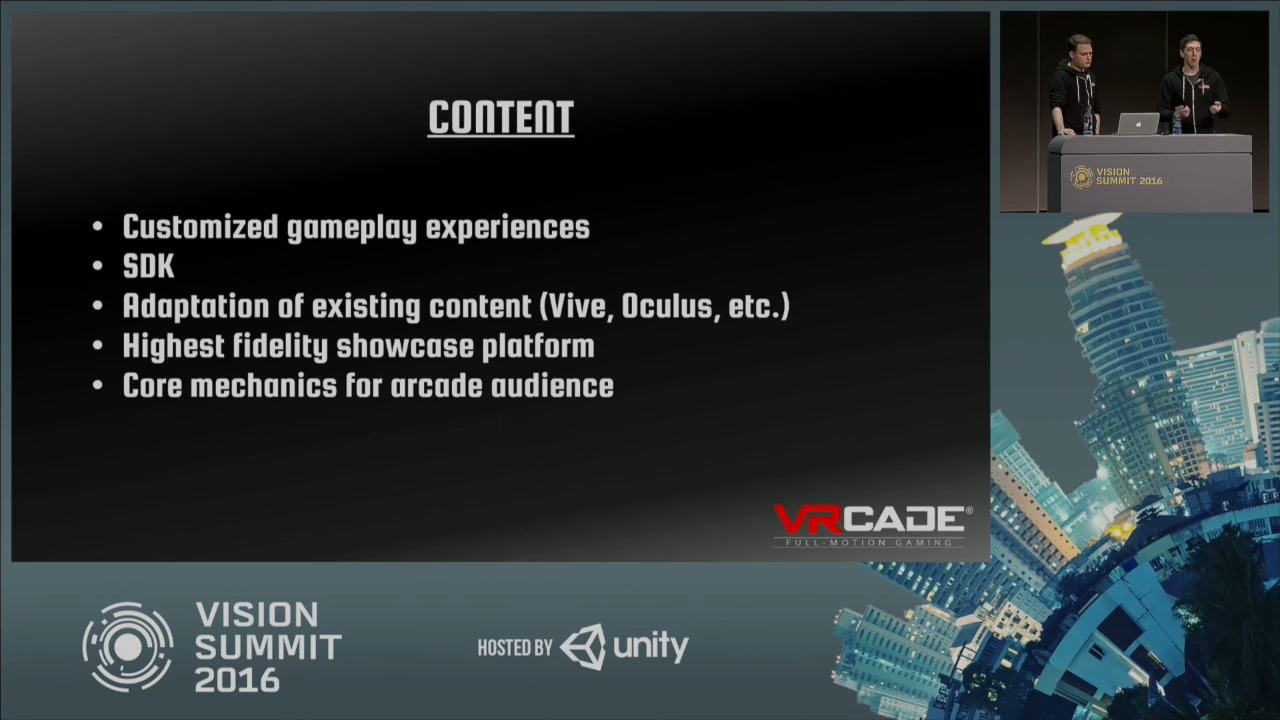 CONTENT
• Customized gameplay experiences
• SDK
• Adaptation of existing content (Vive, Oculus, etc.)
• Highest fidelity showcase platform
• Core mechanics for arcade audience
VRCADE®
FULL-MOTION GAMING
VISION
SUMMIT 2016
VISION
SUMMIT
2016
HOSTED BY unity